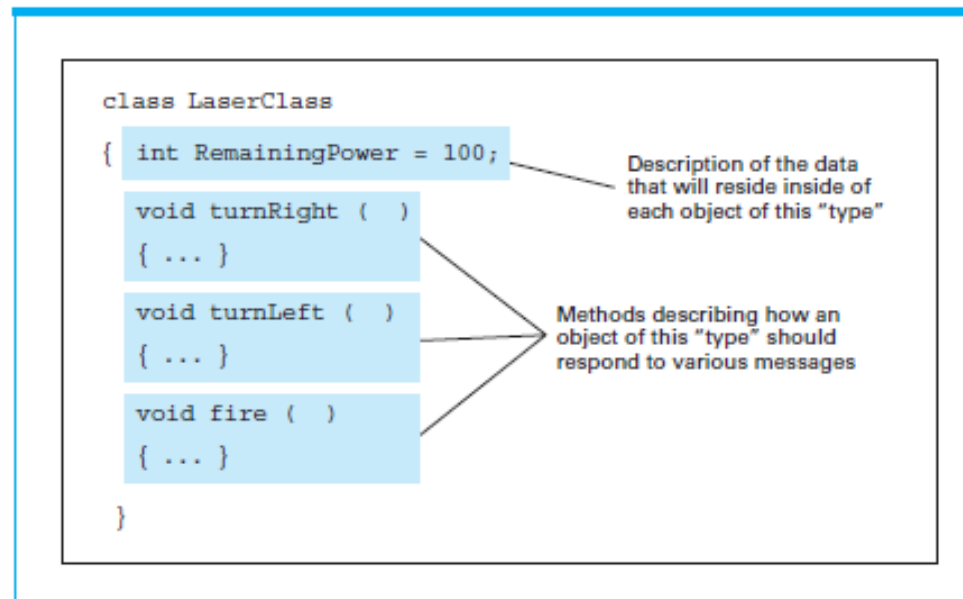 class LaserClass
{ int RemainingPower = 100;
Description of the data
that will reside inside of
each object of this “type”
void turnRight ( )
{ ... }
void turnLeft ( )
{ ... }
Methods describing how an
object of this “type” should
respond to various messages
void fire ( )
{ ... }
}